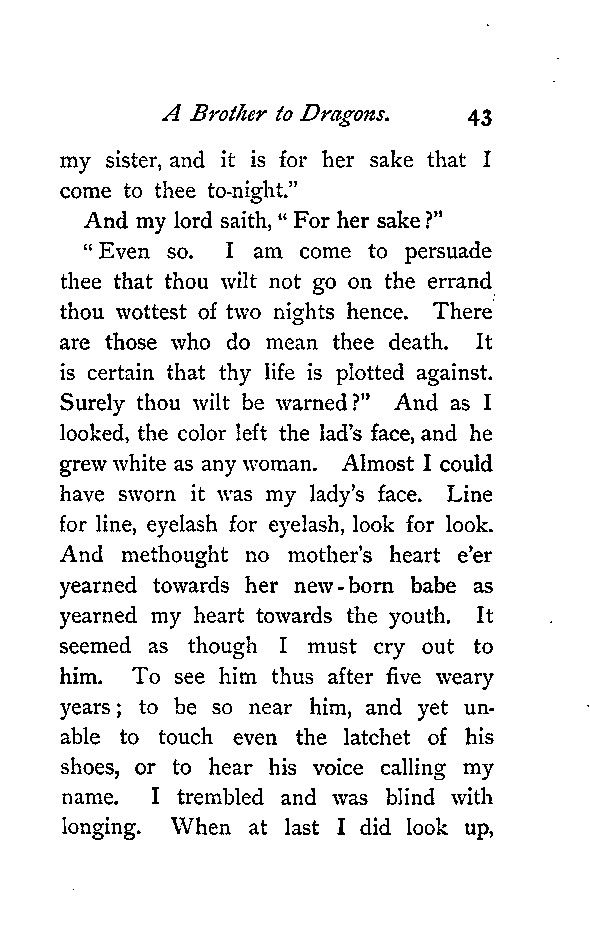 A Brother to Dragons. 43
my sister, and it is for her sake that I
come to thee to-night."
And my lord saith, "For her sake?"
"Even so. I am come to persuade
thee that thou wilt not go on the errand
thou wottest of two nights hence. There
are those who do mean thee death. It
is certain that thy life is plotted against.
Surely thou wilt be warned?" And as I
looked, the color left the lad's face, and he
grew white as any woman. Almost I could
have sworn it was my lady's face. Line
for line, eyelash for eyelash, look for look.
And methought no mother's heart e'er
yearned towards her new-born babe as
yearned my heart towards the youth. It
seemed as though I must cry out to
him. To see him thus after five weary
years; to be so near him, and yet un-
able to touch even the latchet of his
shoes, or to hear his voice calling my
name. I trembled and was blind with
longing. When at last I did look up,